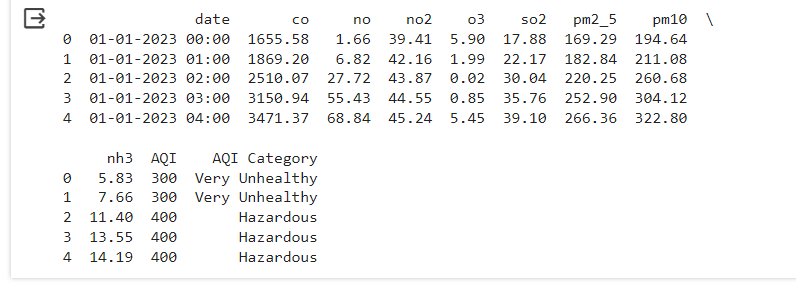 date co no no2 o3 so2 pm2_5 pm10 \
0 01-01-2023 00:00 1655.58 1.66 39.41 5.90 17.88 169.29 194.64
1 01-01-2023 01:00 1869.20 6.82 42.16 1.99 22.17 182.84 211.08
2 01-01-2023 02:00 2510.07 27.72 43.87 0.02 30.04 220.25 260.68
3 01-01-2023 03:00 3150.94 55.43 44.55 0.85 35.76 252.90 304.12
4 01-01-2023 04:00 3471.37 68.84 45.24 5.45 39.10 266.36 322.80
nh3 AQI AQI Category
0 5.83 300 Very Unhealthy
1 7.66 300 Very Unhealthy
2 11.40 400 Hazardous
3 13.55 400 Hazardous
4 14.19 400 Hazardous